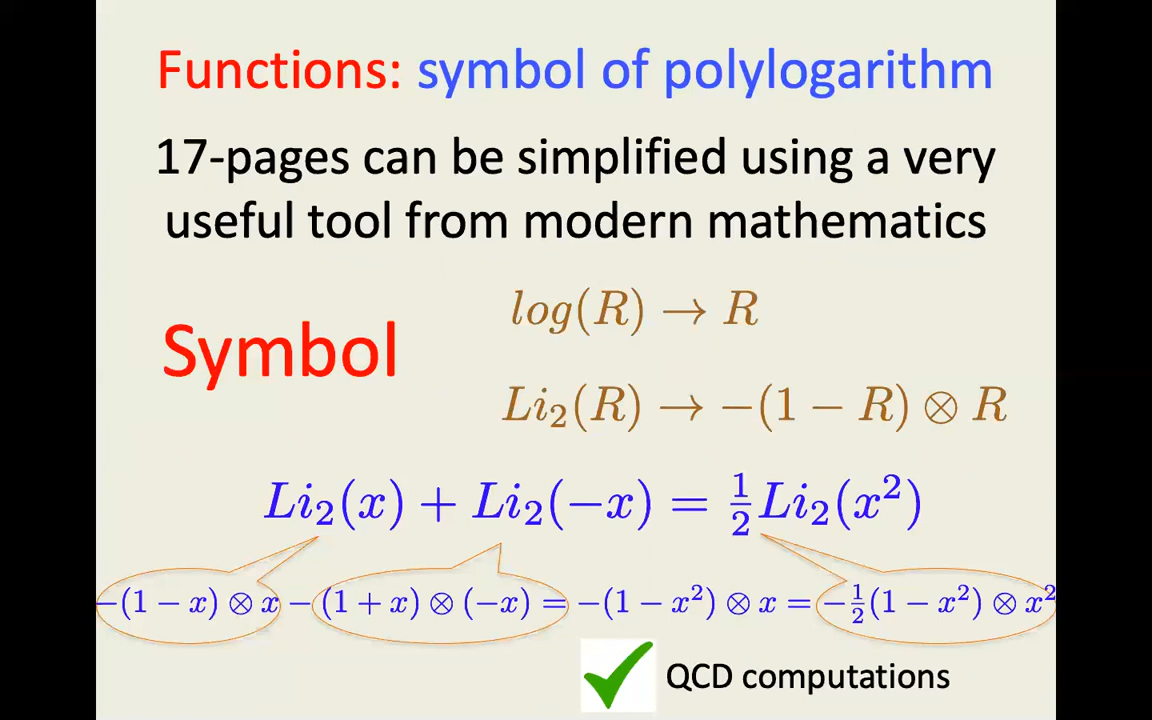 Functions: symbol of polylogarithm
17-pages can be simplified using a very
useful tool from modern mathematics
Symbol
log(R) → R
Li₂(R) → −(1 − R) ⊗ R
Li₂(x) + Li₂(−x) = ½Li₂(x²)
−(1 − x) ⊗ x − (1 + x) ⊗ (−x) = −(1 − x²) ⊗ x = −½(1 − x²) ⊗ x²
QCD computations